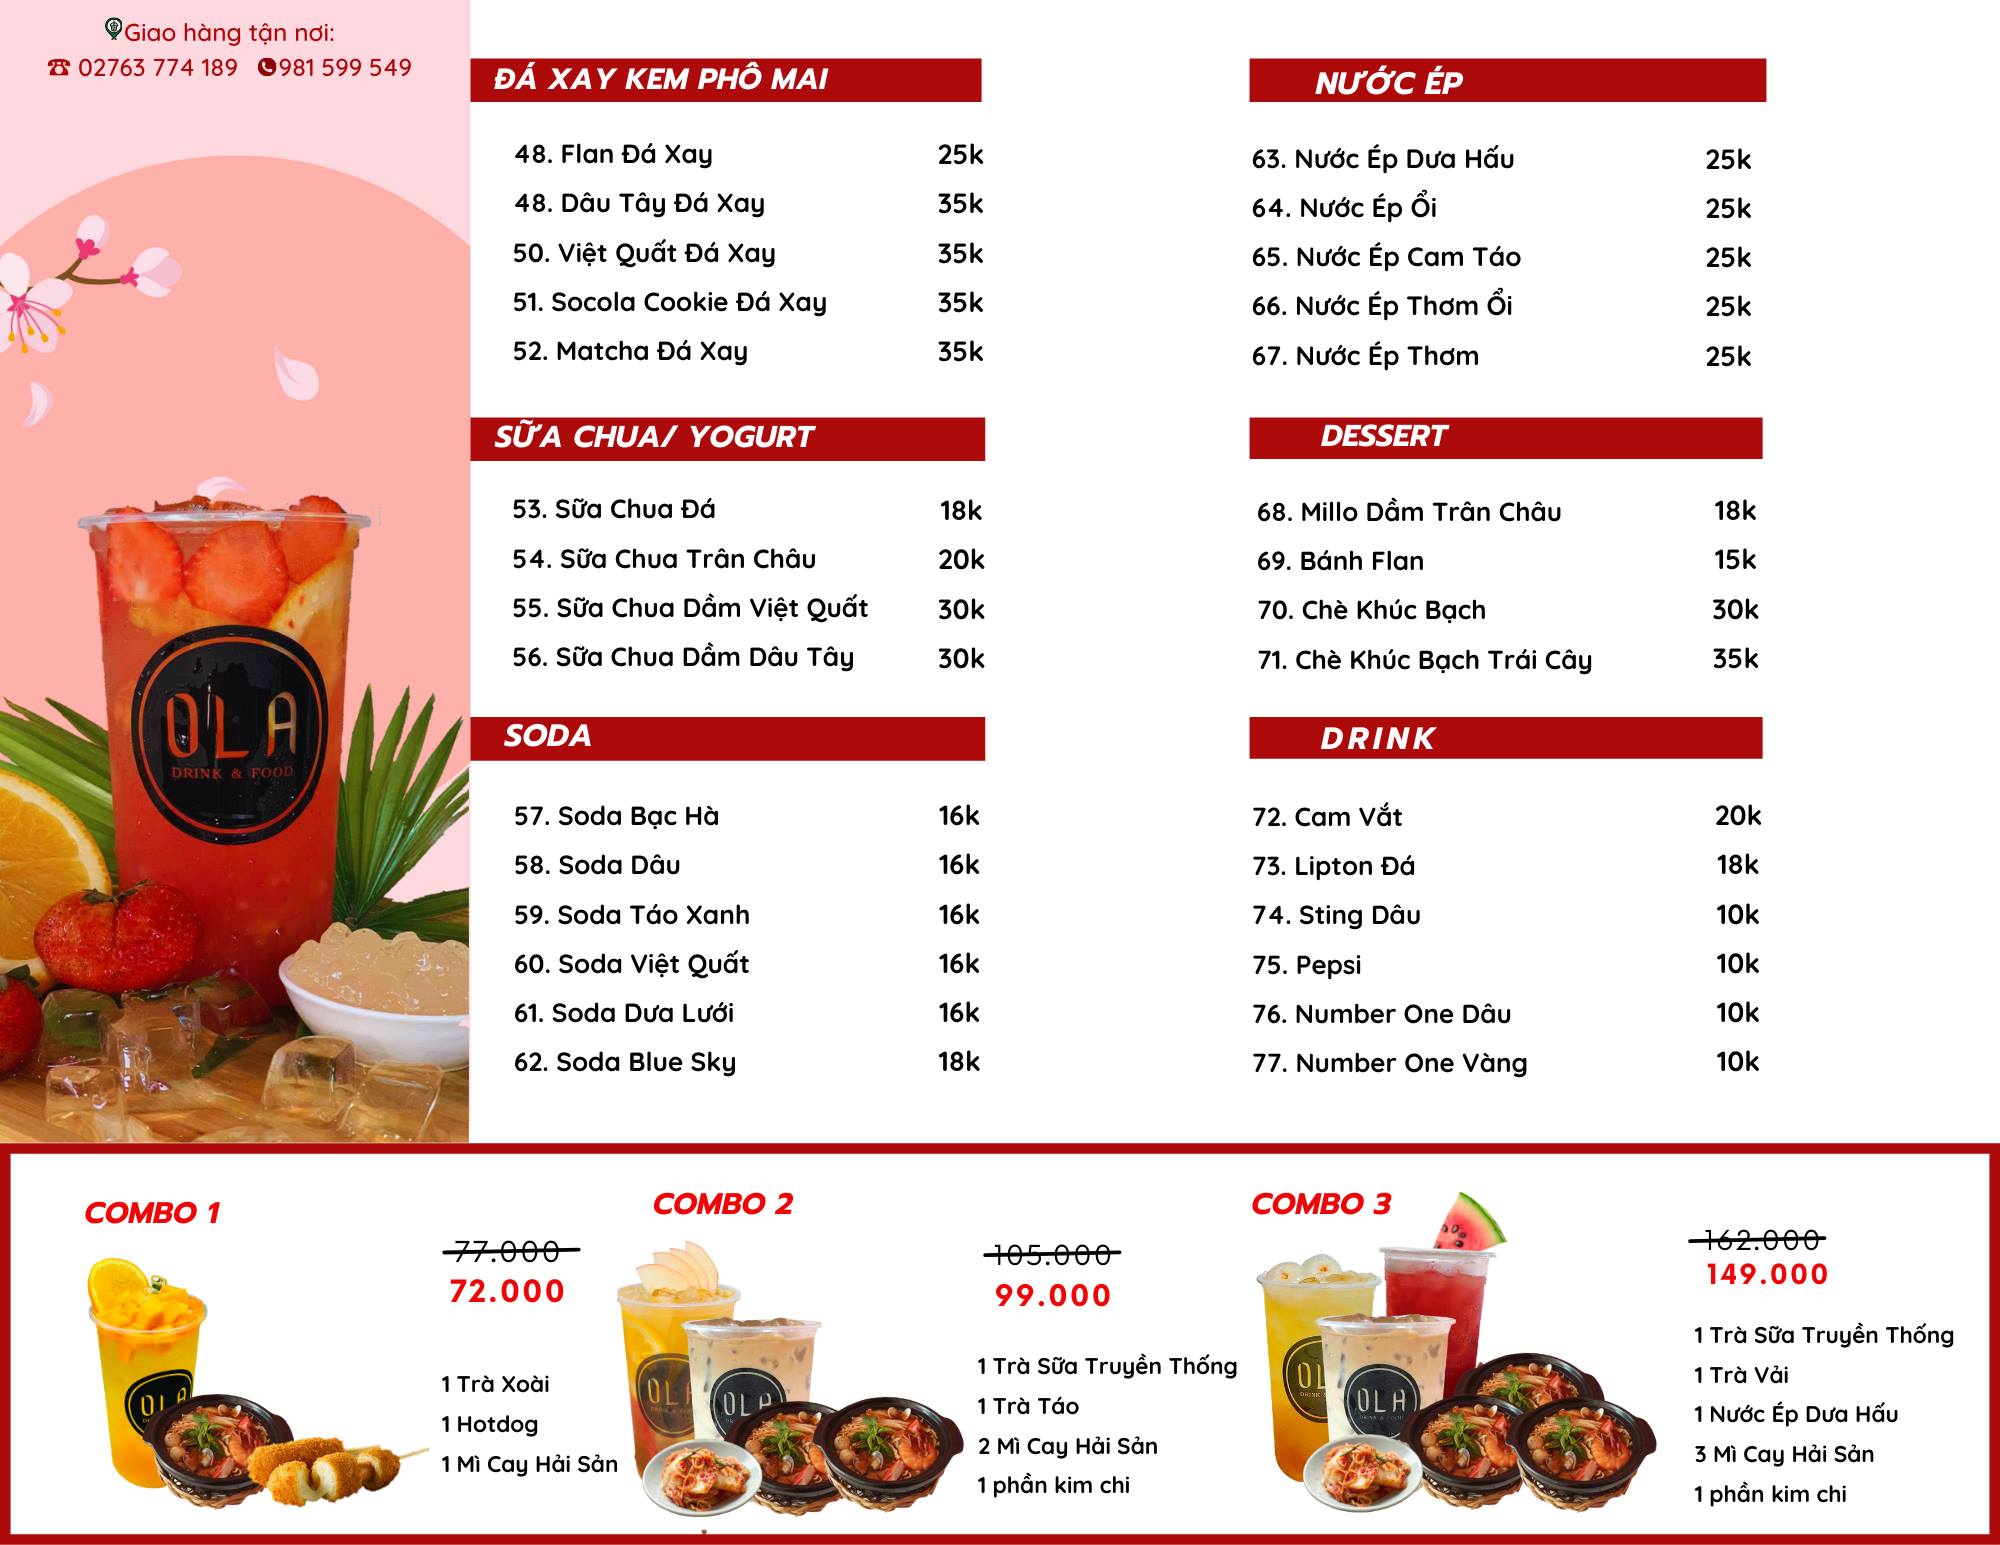 Giao hàng tận nơi:
02763 774 189 981 599 549
OLA
DRINK & FOOD
ĐÁ XAY KEM PHÔ MAI
48. Flan Đá Xay 25k
48. Dâu Tây Đá Xay 35k
50. Việt Quất Đá Xay 35k
51. Socola Cookie Đá Xay 35k
52. Matcha Đá Xay 35k
SỮA CHUA/ YOGURT
53. Sữa Chua Đá 18k
54. Sữa Chua Trân Châu 20k
55. Sữa Chua Dầm Việt Quất 30k
56. Sữa Chua Dầm Dâu Tây 30k
SODA
57. Soda Bạc Hà 16k
58. Soda Dâu 16k
59. Soda Táo Xanh 16k
60. Soda Việt Quất 16k
61. Soda Dưa Lưới 16k
62. Soda Blue Sky 18k
NƯỚC ÉP
63. Nước Ép Dưa Hấu 25k
64. Nước Ép Ổi 25k
65. Nước Ép Cam Táo 25k
66. Nước Ép Thơm Ổi 25k
67. Nước Ép Thơm 25k
DESSERT
68. Millo Dầm Trân Châu 18k
69. Bánh Flan 15k
70. Chè Khúc Bạch 30k
71. Chè Khúc Bạch Trái Cây 35k
DRINK
72. Cam Vắt 20k
73. Lipton Đá 18k
74. Sting Dâu 10k
75. Pepsi 10k
76. Number One Dâu 10k
77. Number One Vàng 10k
COMBO 1
77.000
72.000
OLA
1 Trà Xoài
1 Hotdog
1 Mì Cay Hải Sản
COMBO 2
105.000
99.000
OLA
OLA
1 Trà Sữa Truyền Thống
1 Trà Táo
2 Mì Cay Hải Sản
1 phần kim chi
COMBO 3
162.000
149.000
OLA
DRINK & FOOD
1 Trà Sữa Truyền Thống
1 Trà Vải
1 Nước Ép Dưa Hấu
3 Mì Cay Hải Sản
1 phần kim chi